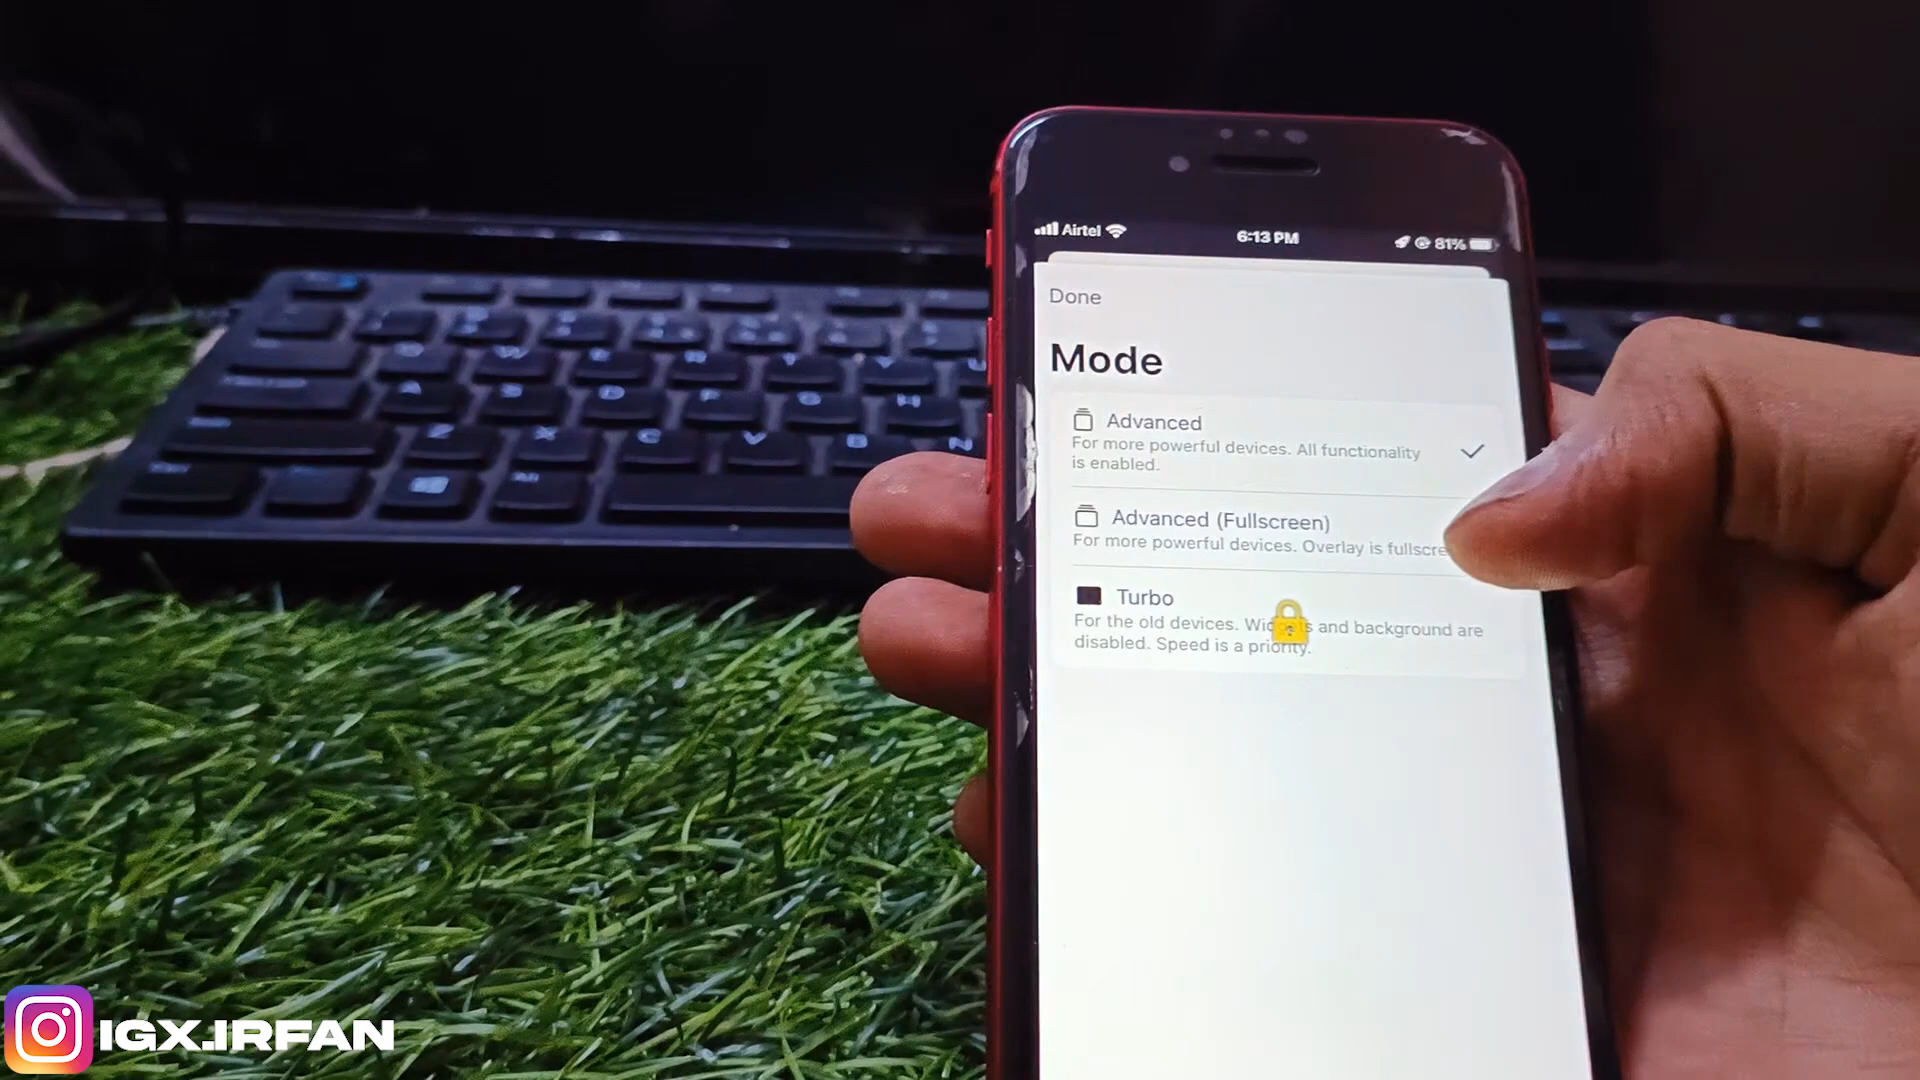 Airtel
6:13 PM
81%
Done
Mode
Advanced
For more powerful devices. All functionality
is enabled.
Advanced (Fullscreen)
For more powerful devices. Overlay is fullscre
Turbo
For the old devices. Widgets and background are
disabled. Speed is a priority.
Q W E R T Y U
A S D F G H
Z X C V B N
Alt
IGX.IRFAN